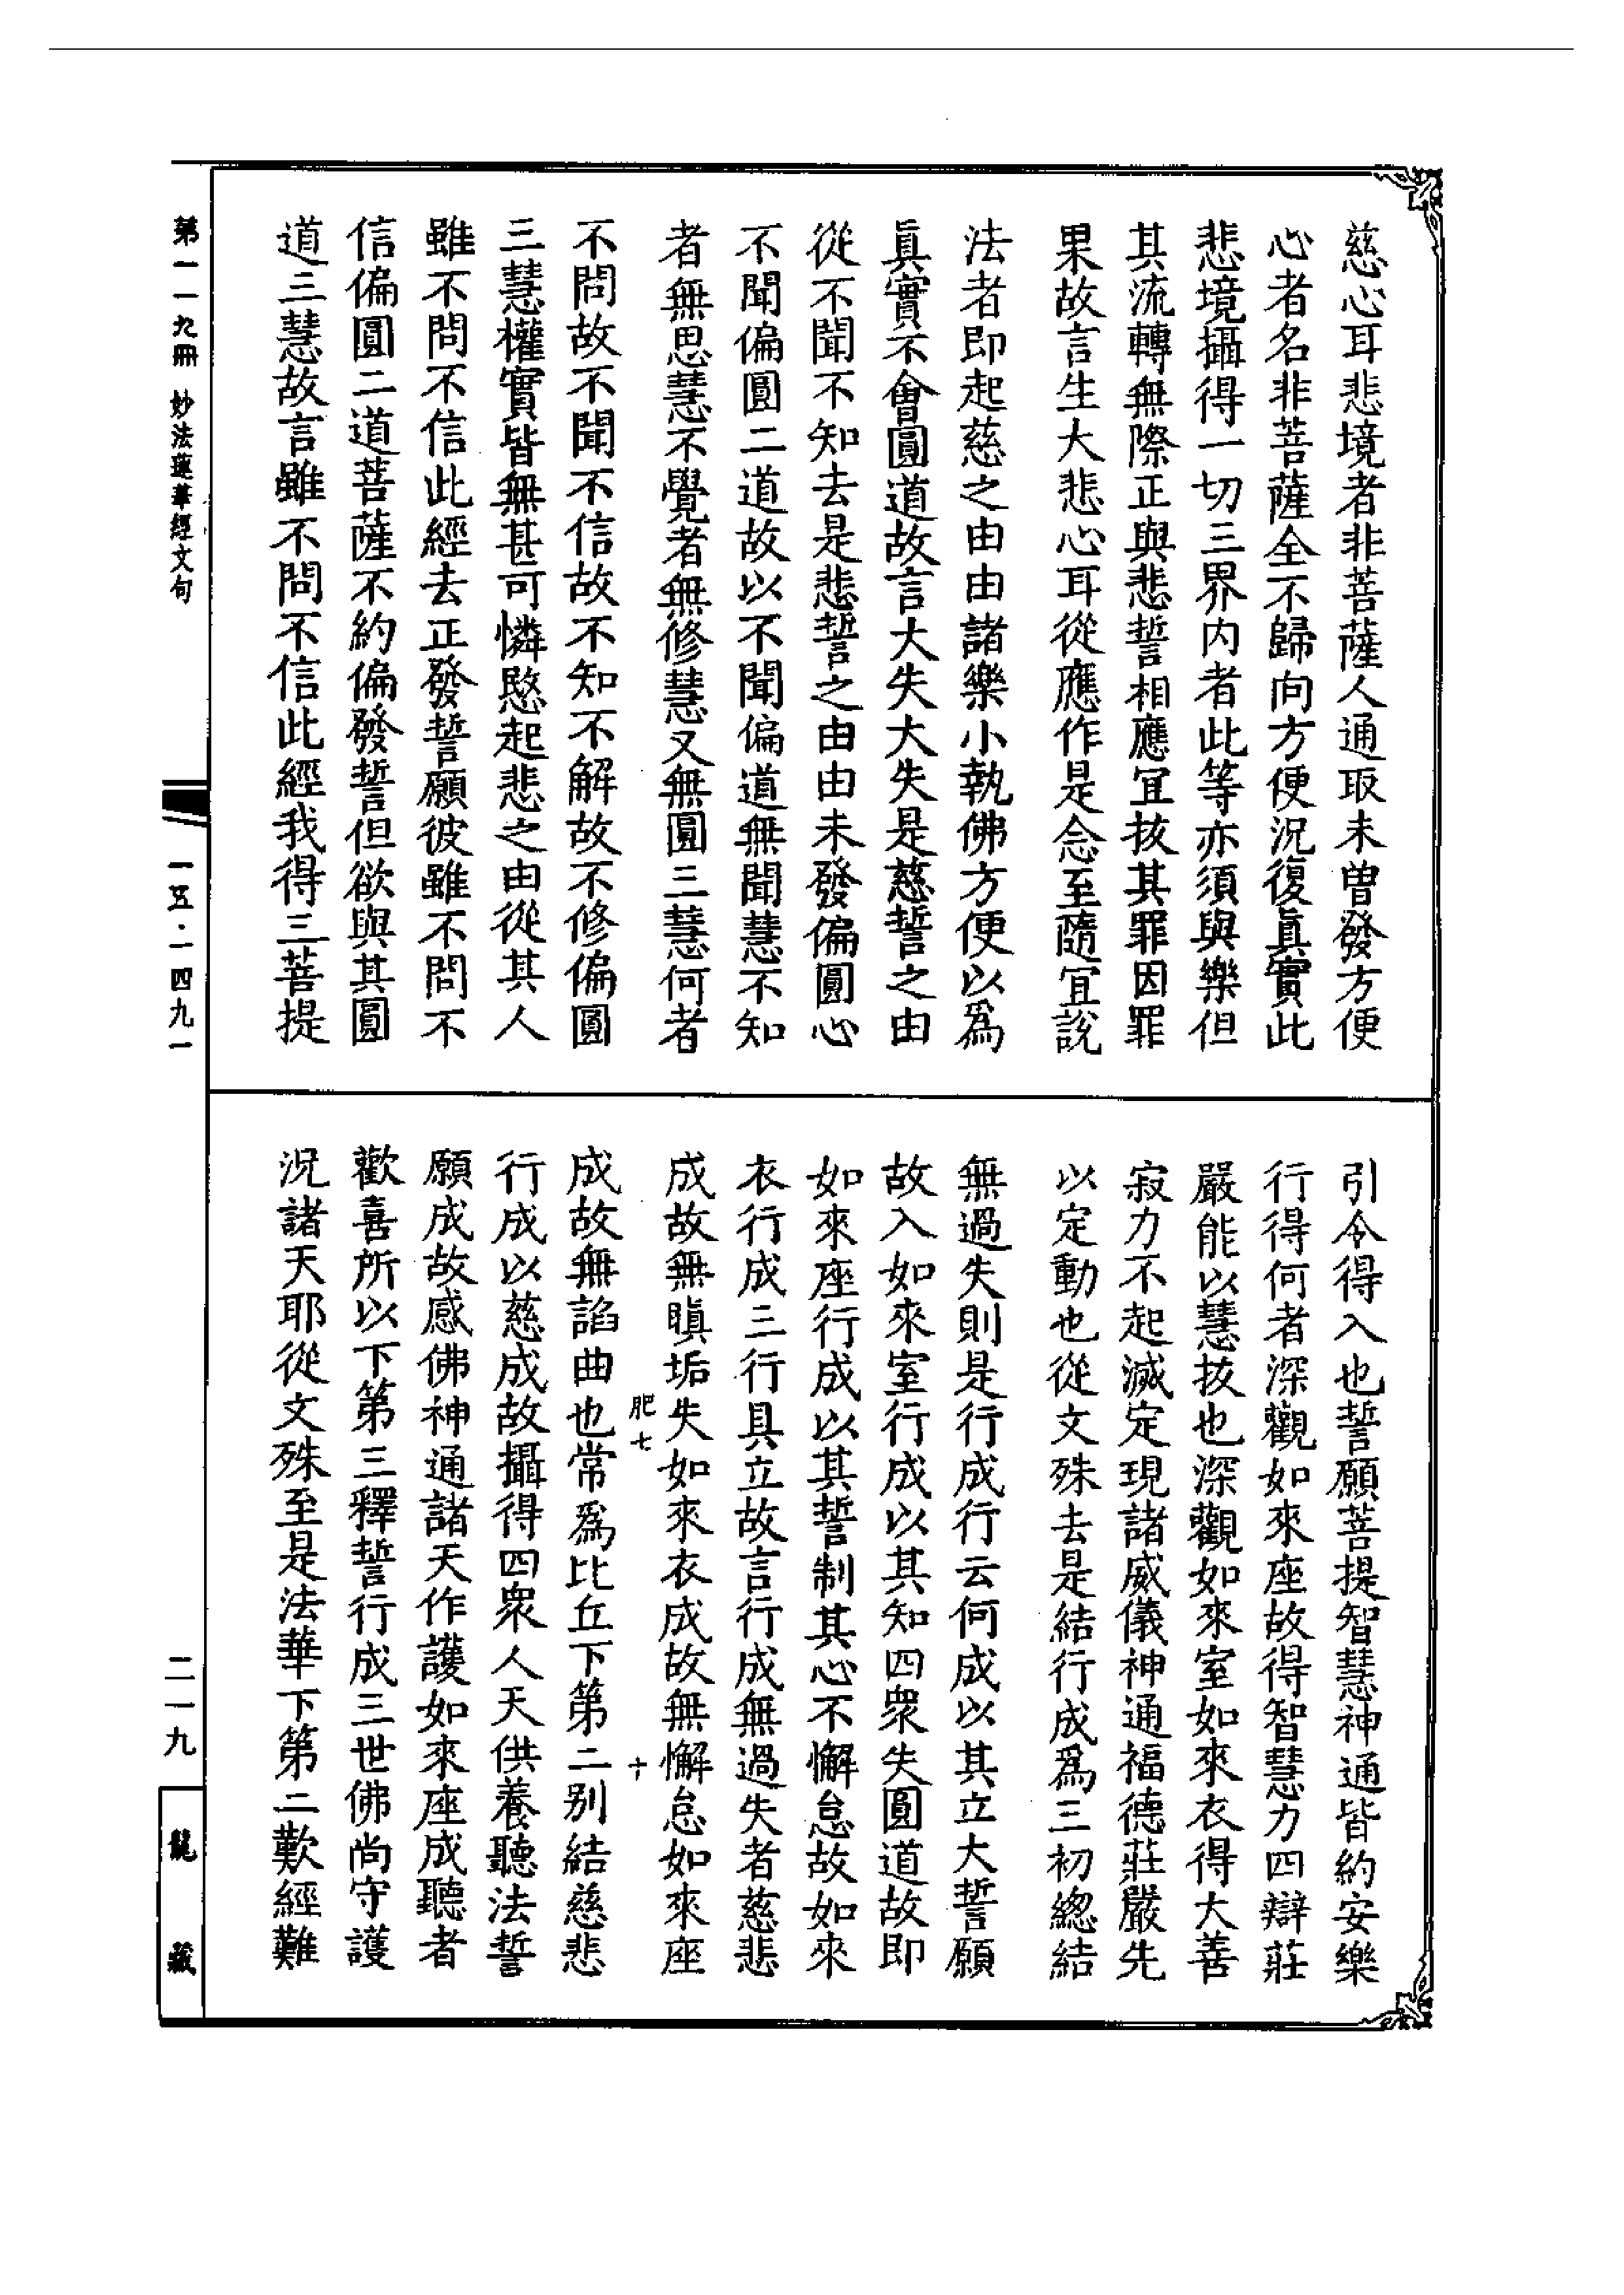 慈心耳悲境者非菩薩人通取未曾發方便
心者名非菩薩全不歸向方便況復眞實此
悲境攝得一切三界内者此等亦須與樂但
其流轉無際正與悲誓相應宜拔其罪因罪
果故言生大悲心耳從應作是念至隨宜說
法者即起慈之由由諸樂小執佛方便以爲
眞實不會圓道故言大失大失是慈誓之由
從不聞不知去是悲誓之由由未發偏圓心
不聞偏圓二道故以不聞偏道無聞慧不知
者無思慧不覺者無修慧又無圓三慧何者
不問故不聞不信故不知不解故不修偏圓
三慧權實皆無甚可憐愍起悲之由從其人
雖不問不信此經去正發誓願彼雖不問不
信偏圓二道菩薩不約偏發誓但欲與其圓
道三慧故言雖不問不信此經我得三菩提
引令得入也誓願菩提智慧神通皆約安樂
行得何者深觀如來座故得智慧力四辯莊
嚴能以慧拔也深觀如來室如來衣得大善
寂力不起滅定現諸威儀神通福德莊嚴先
以定動也從文殊去是結行成爲三初總結
無過失則是行成行云何成以其立大誓願
故入如來室行成以其知四衆失圓道故即
如來座行成以其誓制其心不懈怠故如來
衣行成三行具立故言行成無過失者慈悲
成故無瞋垢失如來衣成故無懈怠如來座
肥七 十
成故無諂曲也常爲比丘下第二别結慈悲
行成以慈成故攝得四衆人天供養聽法誓
願成故感佛神通諸天作護如來座成聽者
歡喜所以下第三釋誓行成三世佛尚守護
況諸天耶從文殊至是法華下第二歎經難
第一一九冊 妙法蓮華經文句
一五·一四九一
二一九
龍藏